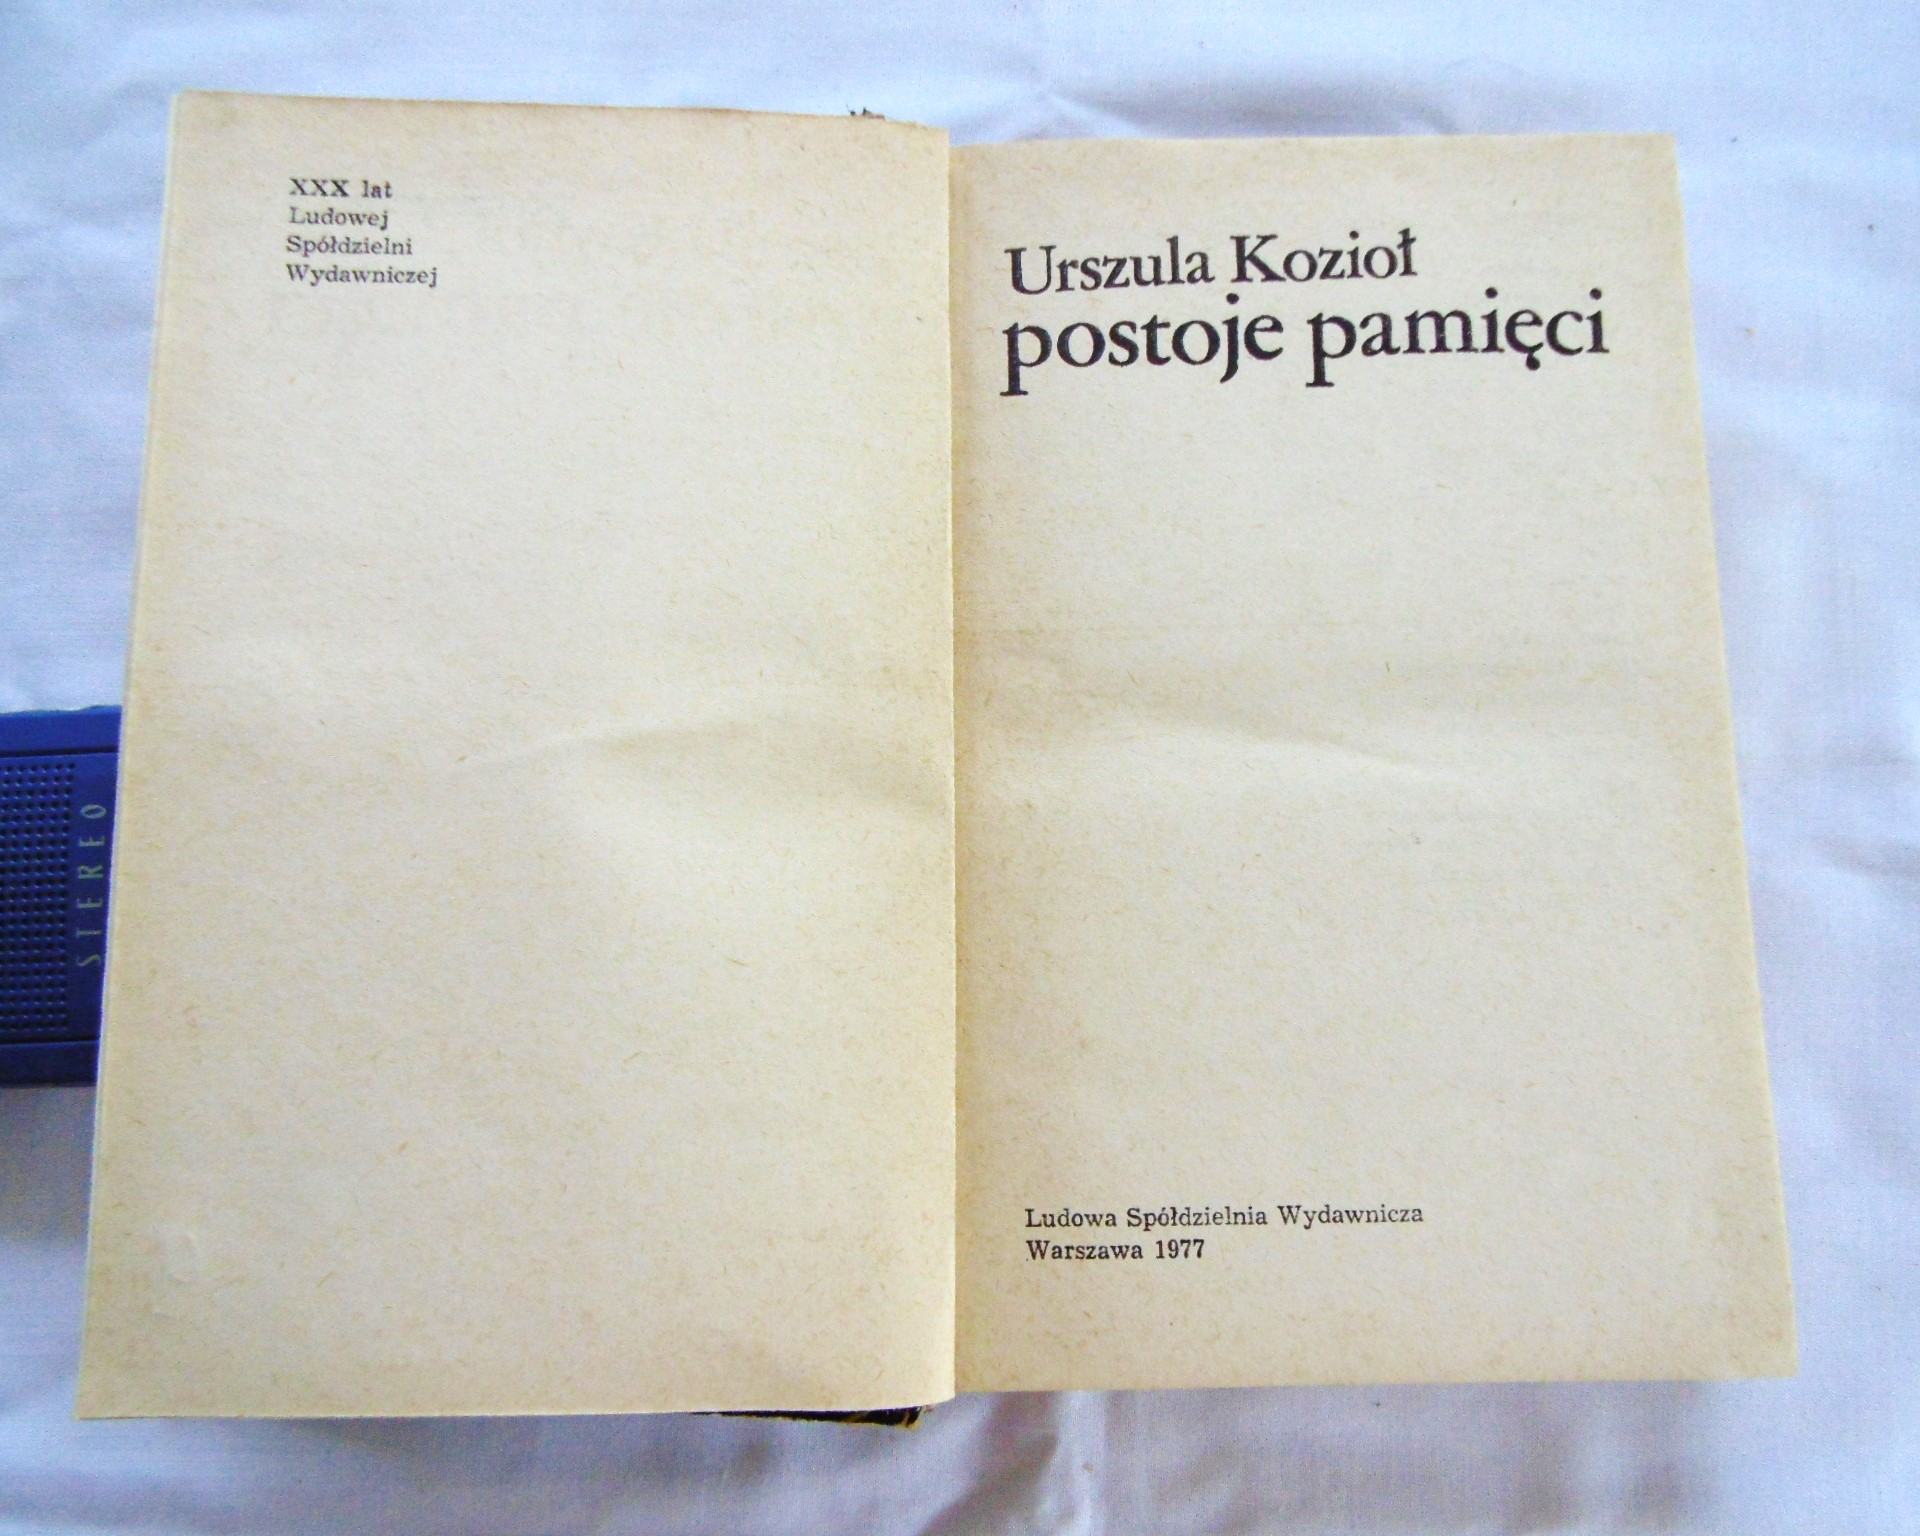 XXX lat
Ludowej
Spółdzielni
Wydawniczej
Urszula Kozioł
postoje pamięci
Ludowa Spółdzielnia Wydawnicza
Warszawa 1977
STEREO